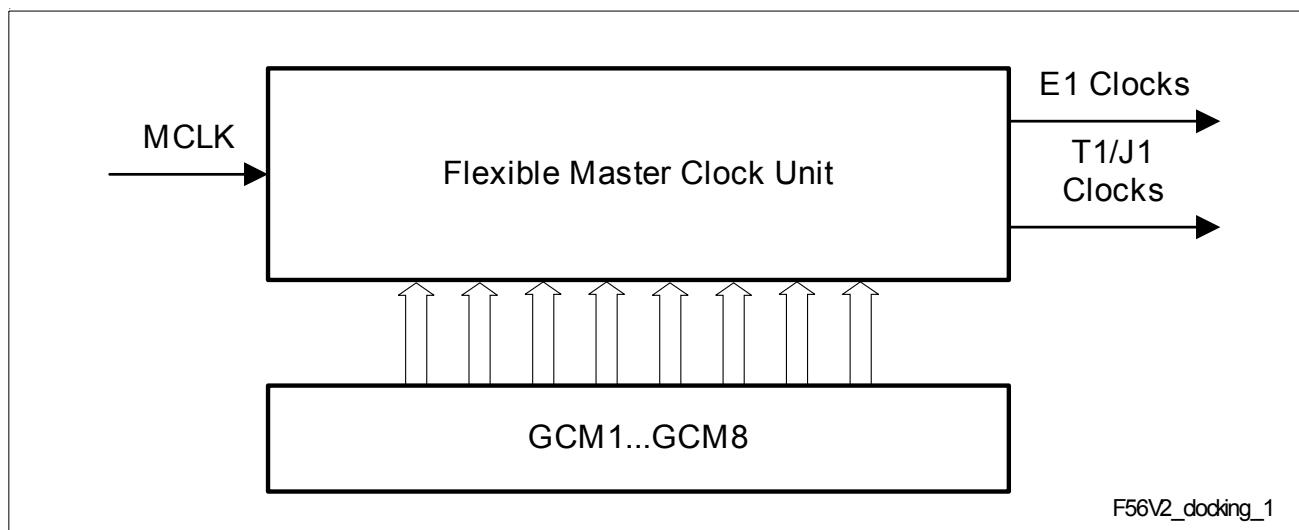 E1 Clocks
MCLK
Flexible Master Clock Unit
T1/J1
Clocks
GCM1...GCM8
F56V2_docking_1